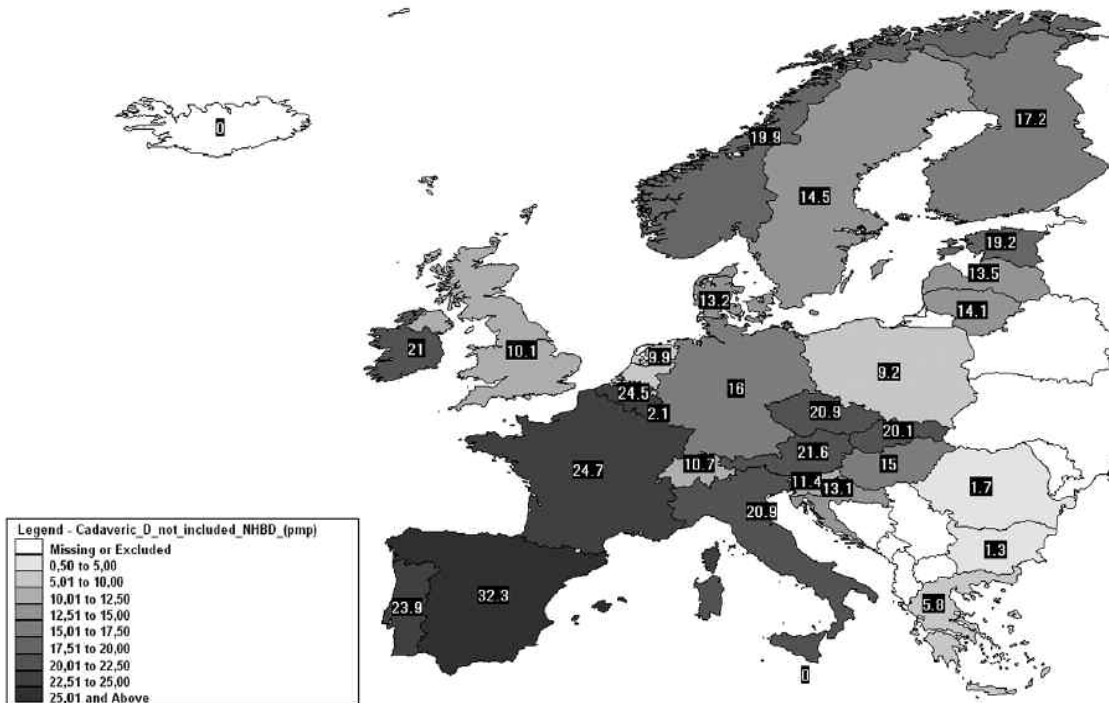 0
17.2
19.9
14.5
19.2
13.5
14.1
13.2
21
10.1
9.9
9.2
24.5
16
2.1
20.9
20.1
21.6
24.7
10.7
15
11.4
13.1
1.7
20.9
1.3
32.3
23.9
5.8
0
Legend - Cadaveric_D_not_included_NHBD_(pmp)
Missing or Excluded
0,50 to 5,00
5,01 to 10,00
10,01 to 12,50
12,51 to 15,00
15,01 to 17,50
17,51 to 20,00
20,01 to 22,50
22,51 to 25,00
25,01 and Above